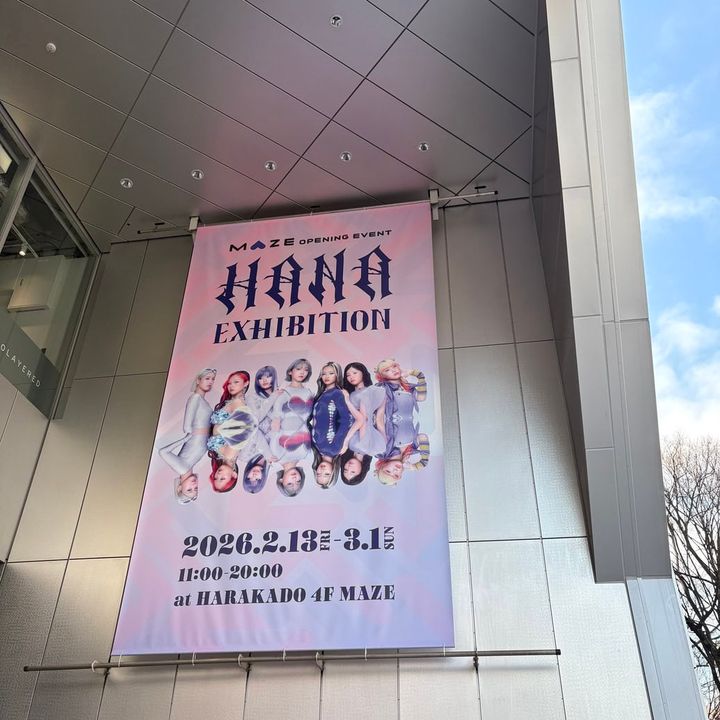 MAZE OPENING EVENT
HANA
EXHIBITION
2026.2.13 FRI - 3.1 SUN
11:00-20:00
at HARAKADO 4F MAZE
OLAYERED